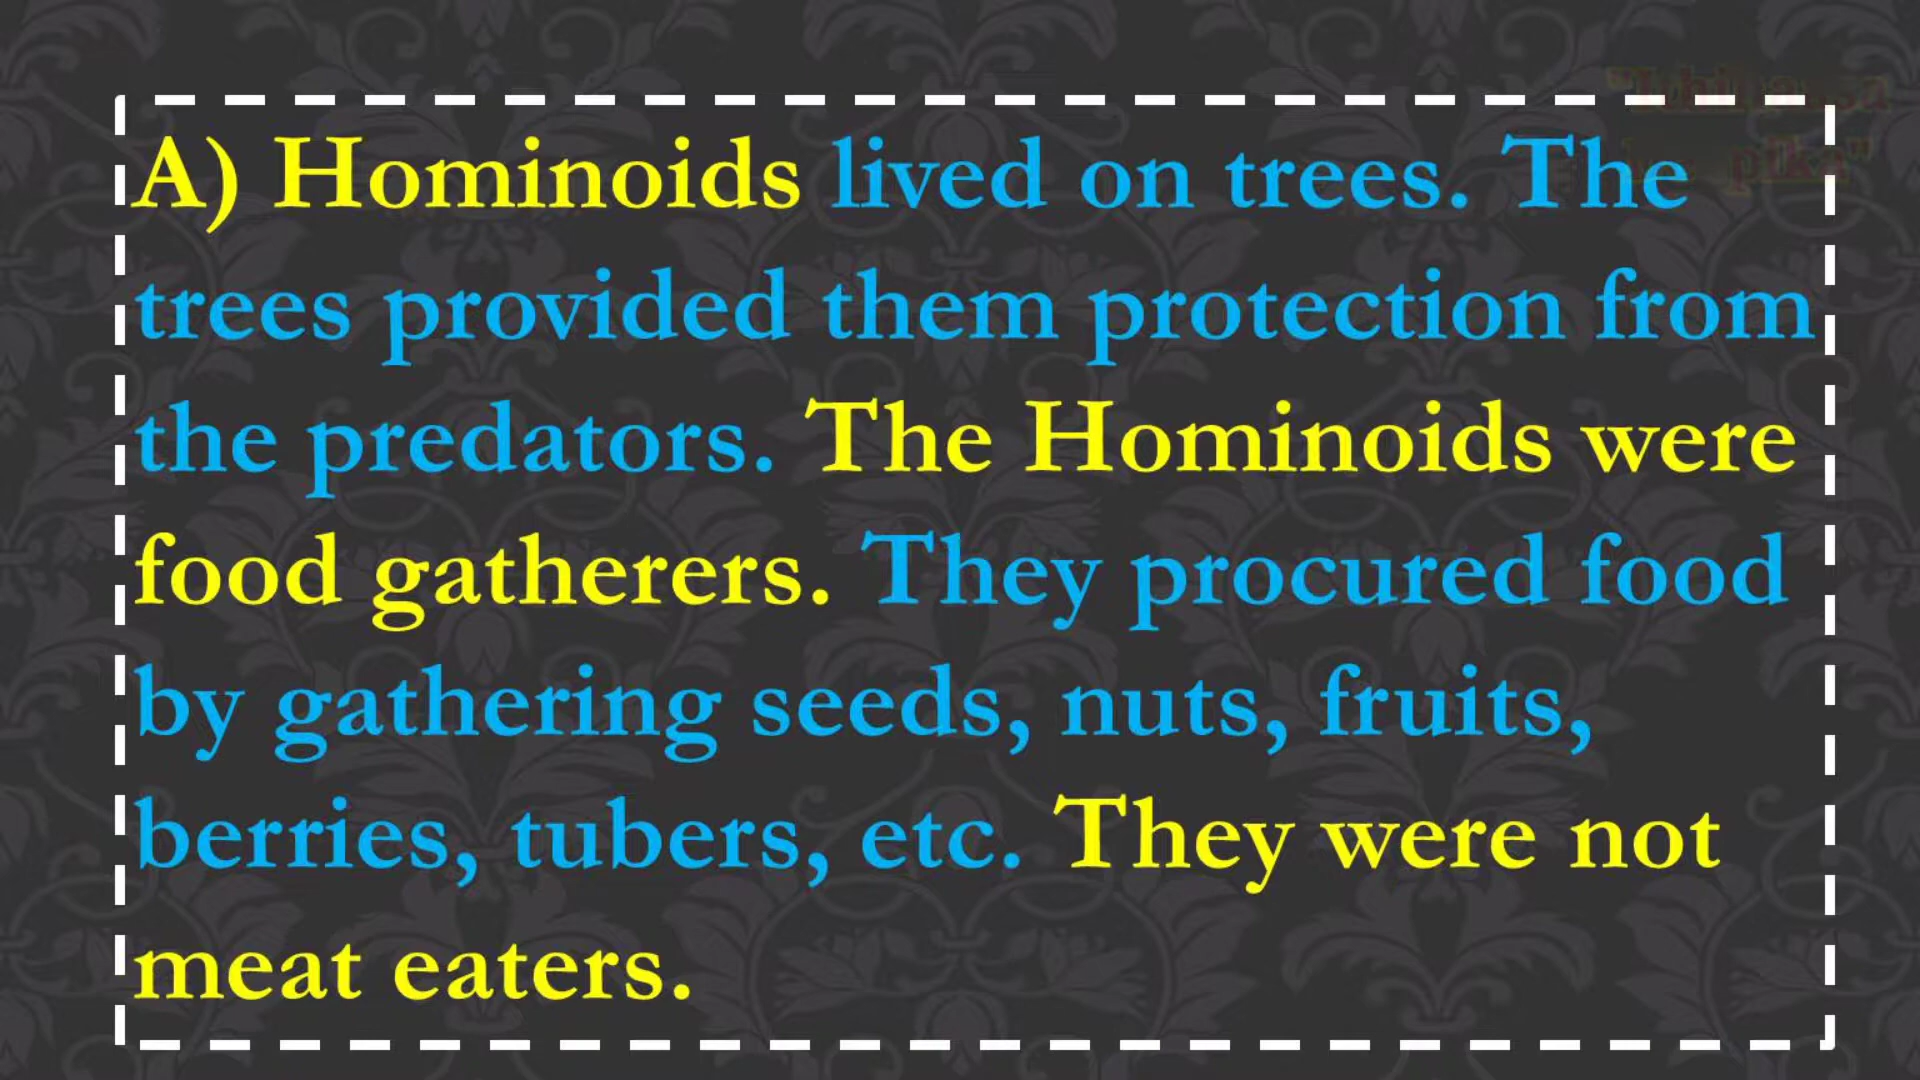 A) Hominoids lived on trees. The
trees provided them protection from
the predators. The Hominoids were
food gatherers. They procured food
by gathering seeds, nuts, fruits,
berries, tubers, etc. They were not
meat eaters.